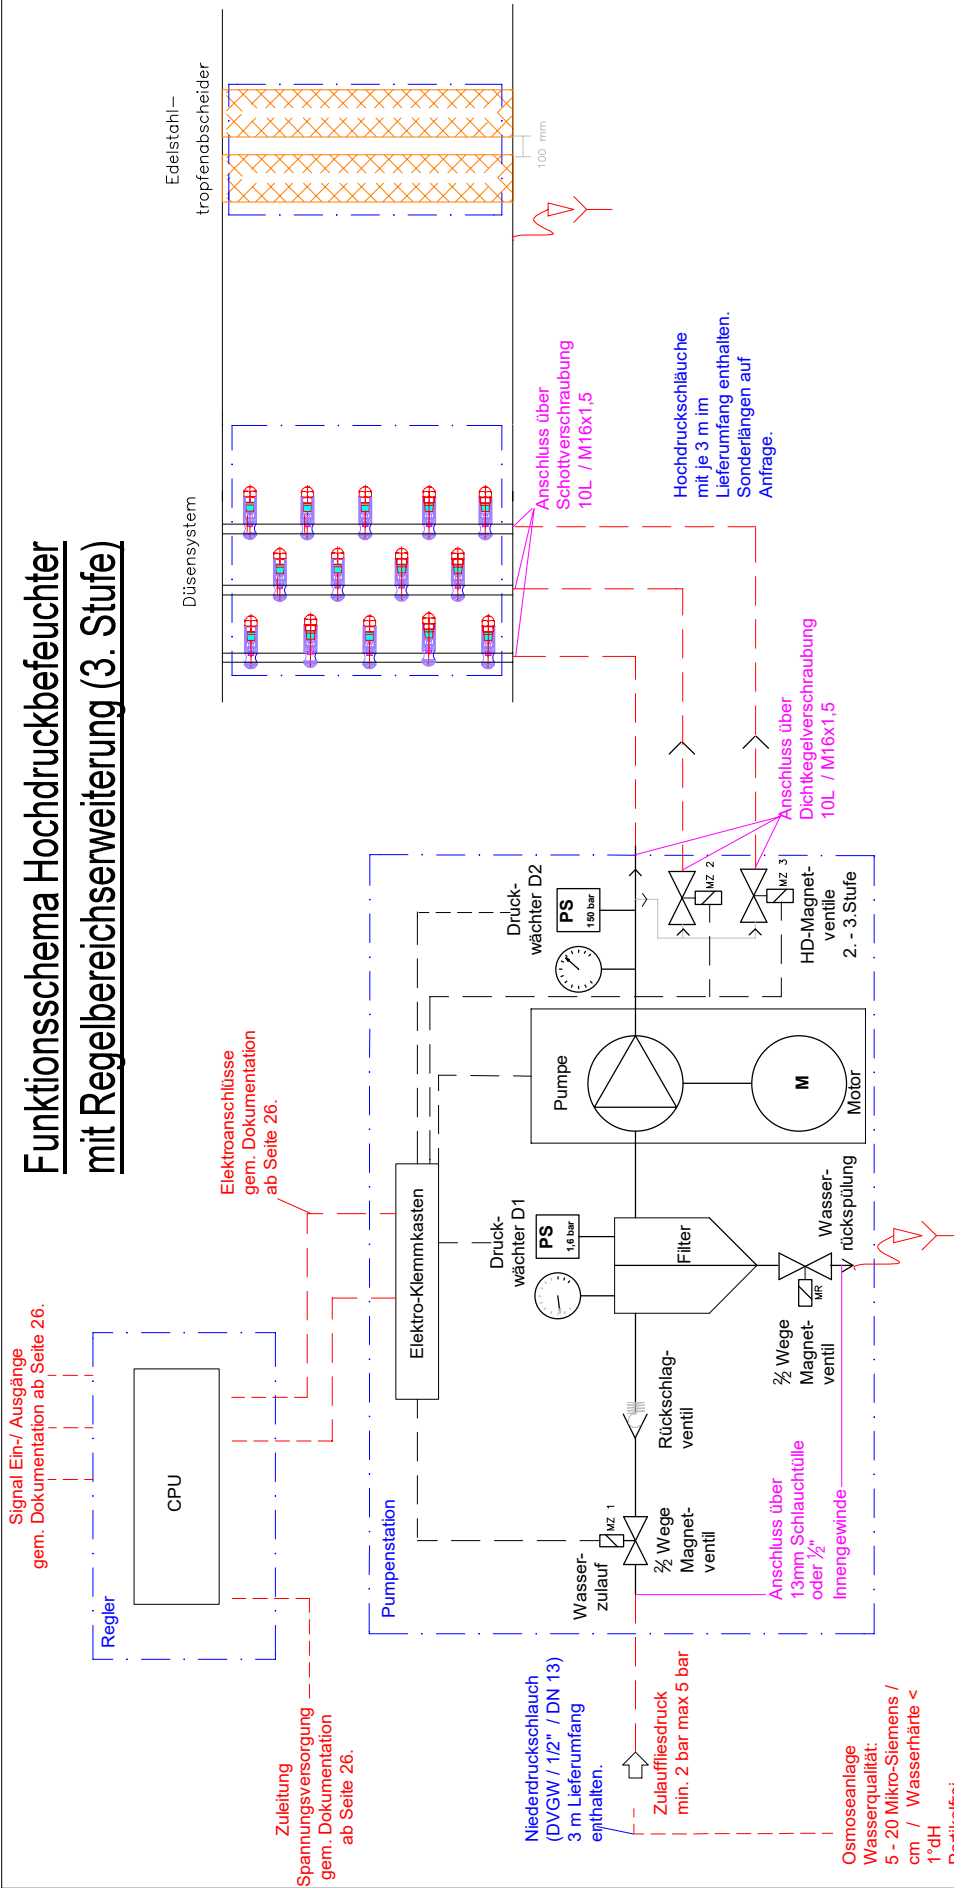 Funktionsschema Hochdruckbefeuchter
mit Regelbereichserweiterung (3. Stufe)
Signal Ein-/ Ausgänge
gem. Dokumentation ab Seite 26.
Regler
CPU
Zuleitung
Spannungsversorgung
gem. Dokumentation
ab Seite 26.
Elektroanschlüsse
gem. Dokumentation
ab Seite 26.
Düsensystem
Edelstahl-
tropfenabscheider
100 mm
Pumpenstation
Elektro-Klemmkasten
Druck-
wächter D1
PS
1,6 bar
Druck-
wächter D2
PS
150 bar
Pumpe
M
Motor
Filter
Wasser-
zulauf
MZ 1
2/2 Wege
Magnet-
ventil
Rückschlag-
ventil
2/2 Wege
Magnet-
ventil
MR
Wasser-
rückspülung
MZ 2
MZ 3
HD-Magnet-
ventile
2. - 3.Stufe
Anschluss über
Schottverschraubung
10L / M16x1,5
Hochdruckschläuche
mit je 3 m im
Lieferumfang enthalten.
Sonderlängen auf
Anfrage.
Anschluss über
Dichtkegelverschraubung
10L / M16x1,5
Anschluss über
13mm Schlauchtülle
oder ½"
Innengewinde
Niederdruckschlauch
(DVGW / 1/2" / DN 13)
3 m Lieferumfang
enthalten.
Zulauffliesdruck
min. 2 bar max 5 bar
Osmoseanlage
Wasserqualität:
5 - 20 Mikro-Siemens /
cm / Wasserhärte <
1°dH